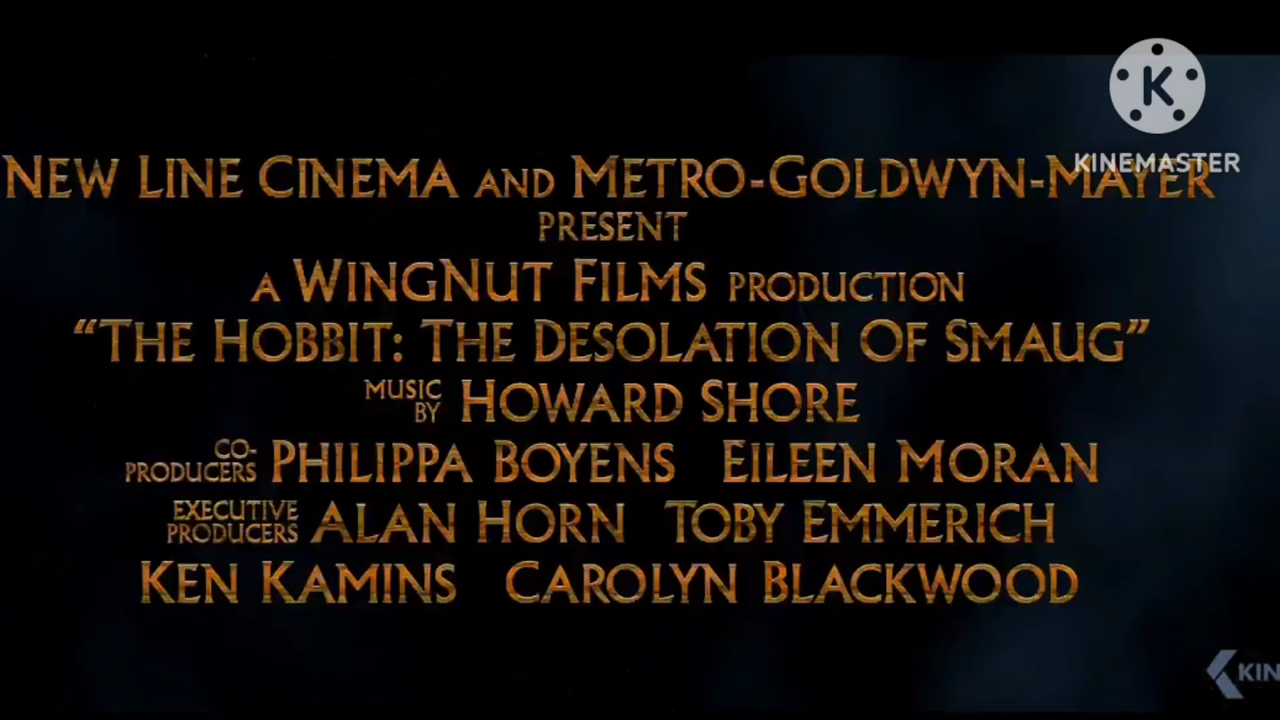 K
KINEMASTER
NEW LINE CINEMA AND METRO-GOLDWYN-MAYER
PRESENT
A WINGNUT FILMS PRODUCTION
“THE HOBBIT: THE DESOLATION OF SMAUG”
MUSIC BY HOWARD SHORE
CO-PRODUCERS PHILIPPA BOYENS EILEEN MORAN
EXECUTIVE PRODUCERS ALAN HORN TOBY EMMERICH
KEN KAMINS CAROLYN BLACKWOOD
KIN